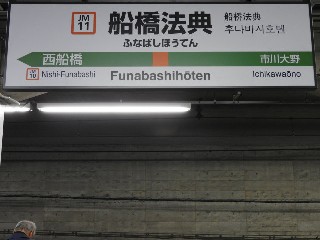 JM
11
船橋法典
ふなばしほうてん
船桥法典
후나바시호텐
西船橋
市川大野
JM
10
Nishi-Funabashi
Funabashihōten
Ichikawaōno